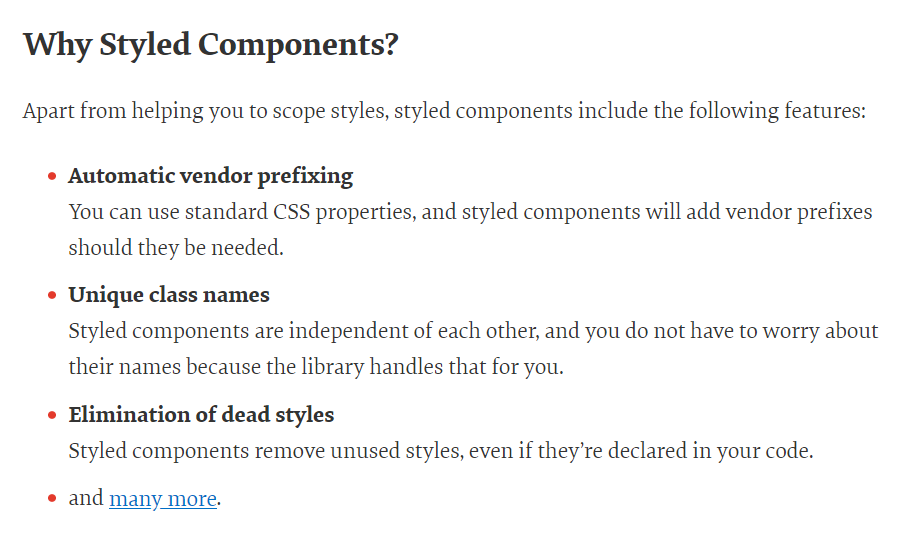 Why Styled Components?
Apart from helping you to scope styles, styled components include the following features:
• Automatic vendor prefixing
You can use standard CSS properties, and styled components will add vendor prefixes
should they be needed.
• Unique class names
Styled components are independent of each other, and you do not have to worry about
their names because the library handles that for you.
• Elimination of dead styles
Styled components remove unused styles, even if they’re declared in your code.
• and many more.